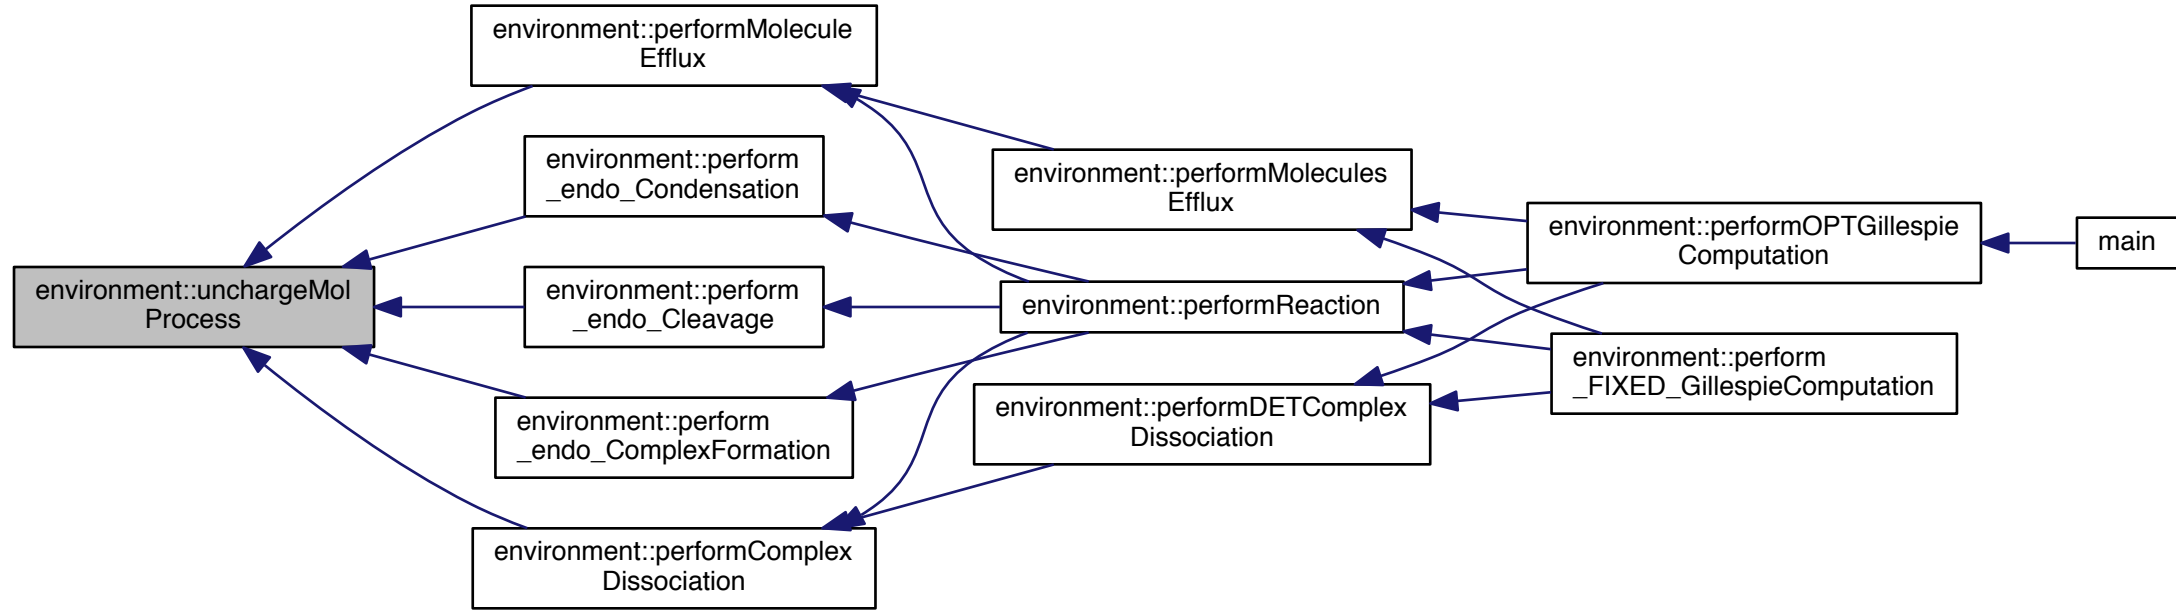 environment::performMolecule
Efflux
environment::perform
_endo_Condensation
environment::performMolecules
Efflux
environment::performOPTGillespie
Computation
main
environment::unchargeMol
Process
environment::perform
_endo_Cleavage
environment::performReaction
environment::perform
_FIXED_GillespieComputation
environment::perform
_endo_ComplexFormation
environment::performDETComplex
Dissociation
environment::performComplex
Dissociation